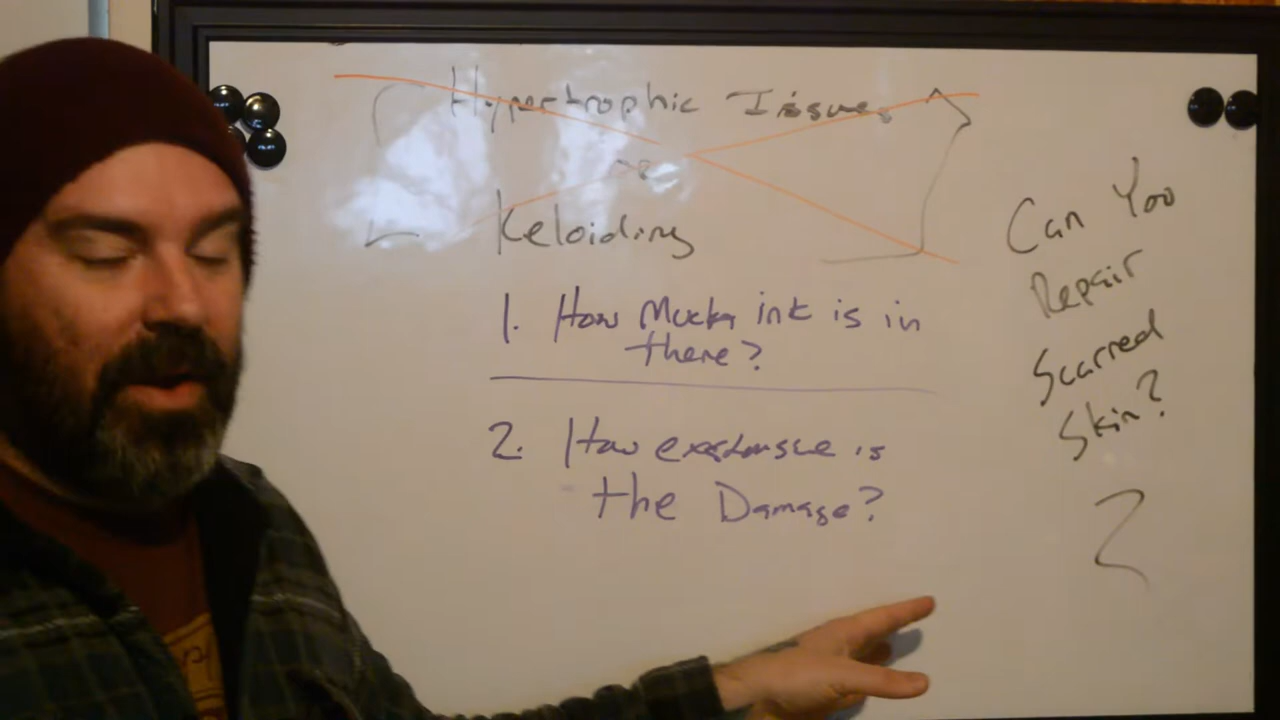 Hypertrophic Issues
or
Keloiding
1. How Much ink is in
there?
2. How is
the Damage?
Can You
Repair
Scarred
Skin?